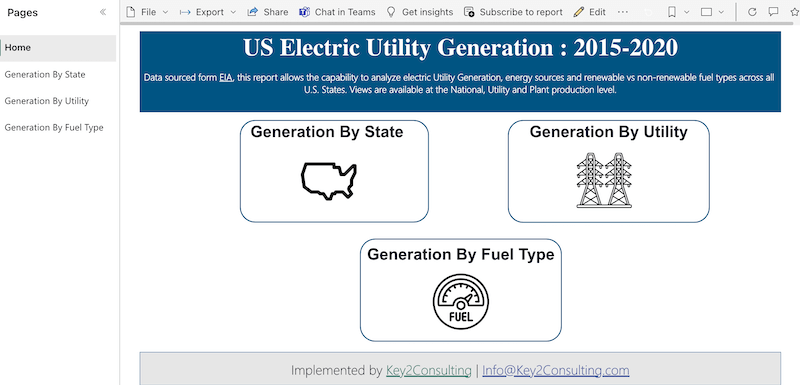 Pages
File
Export
Share
Chat in Teams
Get insights
Subscribe to report
Edit
Home
Generation By State
Generation By Utility
Generation By Fuel Type
US Electric Utility Generation : 2015-2020
Data sourced form EIA, this report allows the capability to analyze electric Utility Generation, energy sources and renewable vs non-renewable fuel types across all
U.S. States. Views are available at the National, Utility and Plant production level.
Generation By State
Generation By Utility
Generation By Fuel Type
FUEL
Implemented by Key2Consulting | Info@Key2Consulting.com